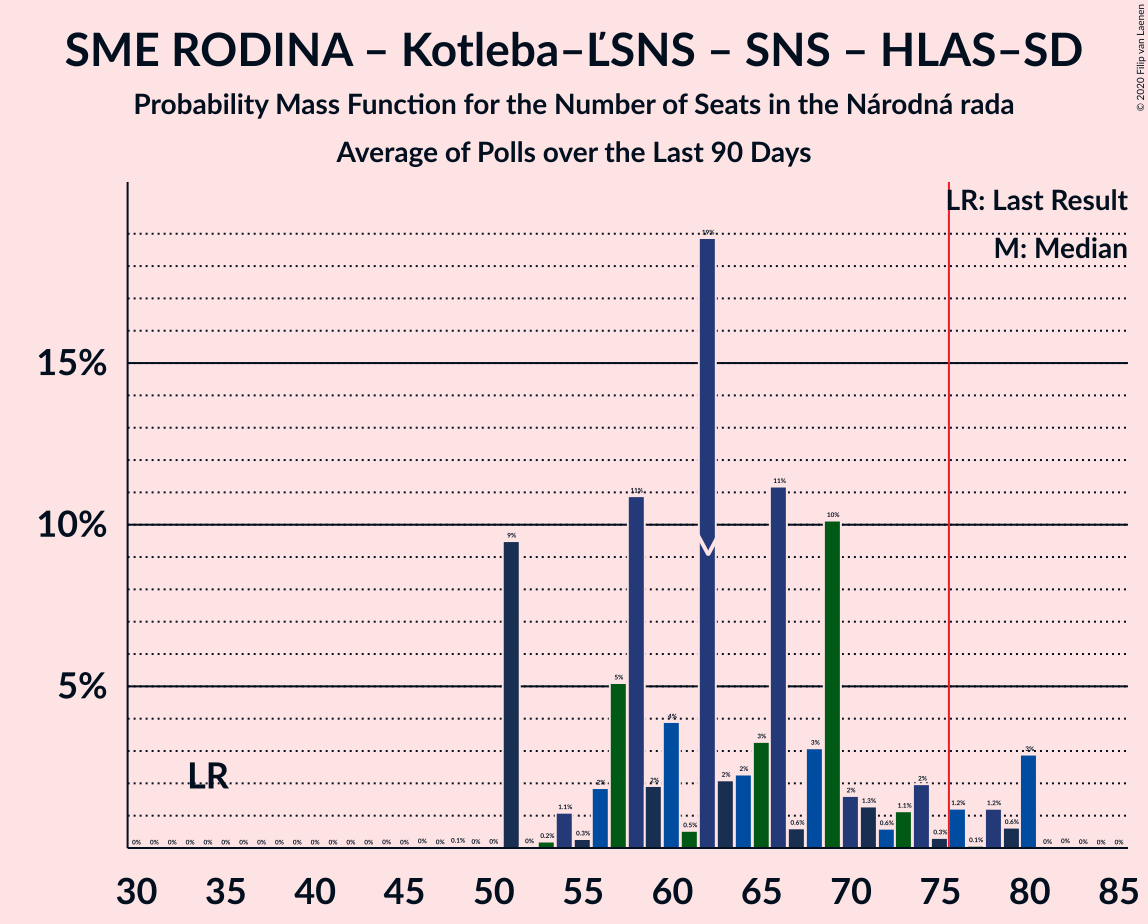 SME RODINA – Kotleba–ĽSNS – SNS – HLAS–SD
Probability Mass Function for the Number of Seats in the Národná rada
Average of Polls over the Last 90 Days
© 2020 Filip van Laenen
LR: Last Result
M: Median
15%
10%
5%
LR
0% 0% 0% 0% 0% 0% 0% 0% 0% 0% 0% 0% 0% 0% 0% 0% 0% 0% 0.1% 0% 0% 9% 0% 0.2% 1.1% 0.3% 2% 5% 11% 2% 4% 0.5% 19% 2% 2% 3% 11% 0.6% 3% 10% 2% 1.3% 0.6% 1.1% 2% 0.3% 1.2% 0.1% 1.2% 0.6% 3% 0% 0% 0% 0% 0%
30 35 40 45 50 55 60 65 70 75 80 85